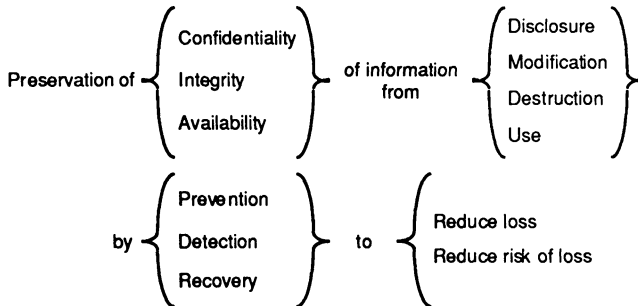 Preservation of
Confidentiality
Integrity
Availability
of information
from
Disclosure
Modification
Destruction
Use
by
Prevention
Detection
Recovery
to
Reduce loss
Reduce risk of loss